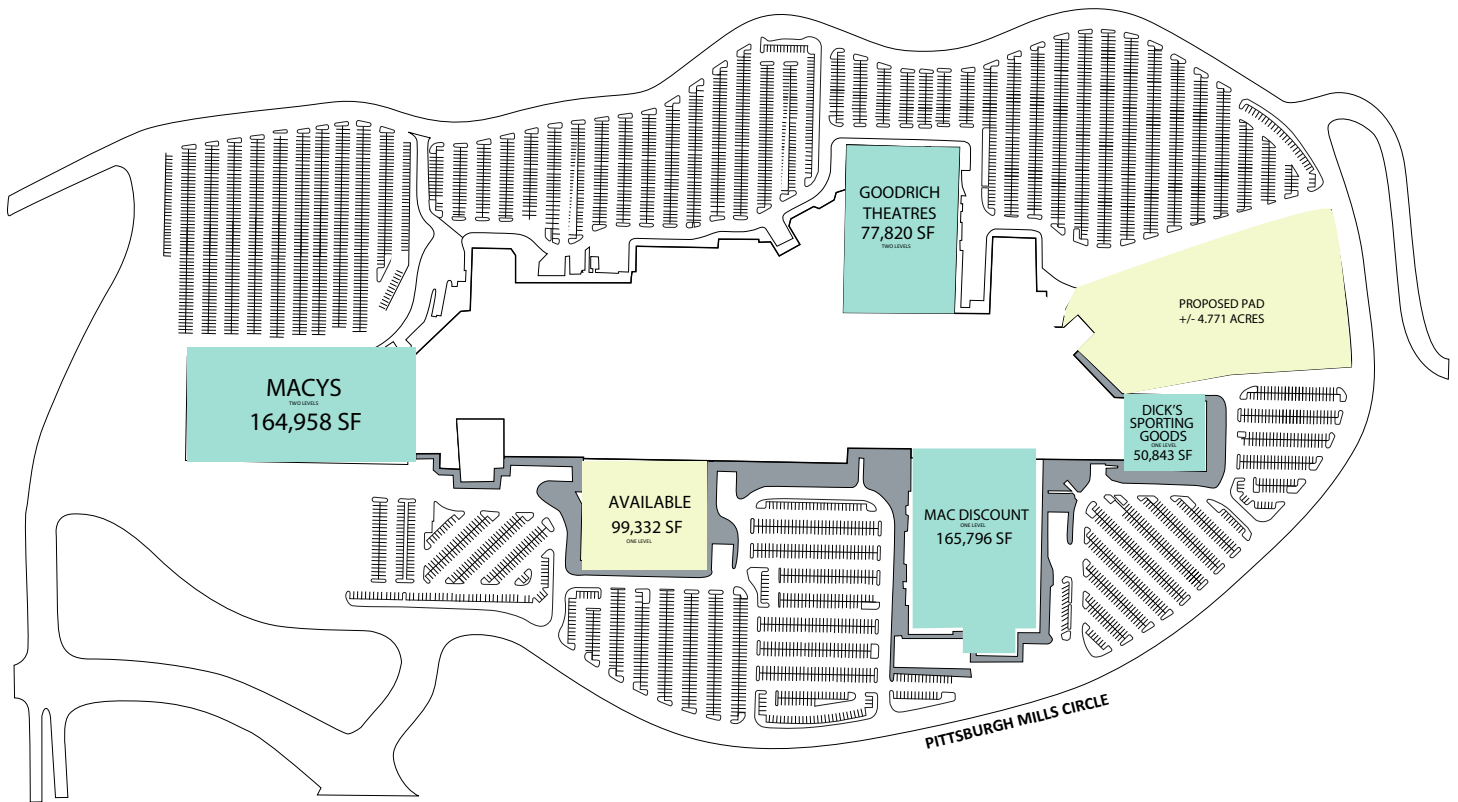 GOODRICH
THEATRES
77,820 SF
TWO LEVELS
PROPOSED PAD
+/- 4.771 ACRES
MACYS
TWO LEVELS
164,958 SF
DICK'S
SPORTING
GOODS
ONE LEVEL
50,843 SF
AVAILABLE
99,332 SF
ONE LEVEL
MAC DISCOUNT
ONE LEVEL
165,796 SF
PITTSBURGH MILLS CIRCLE